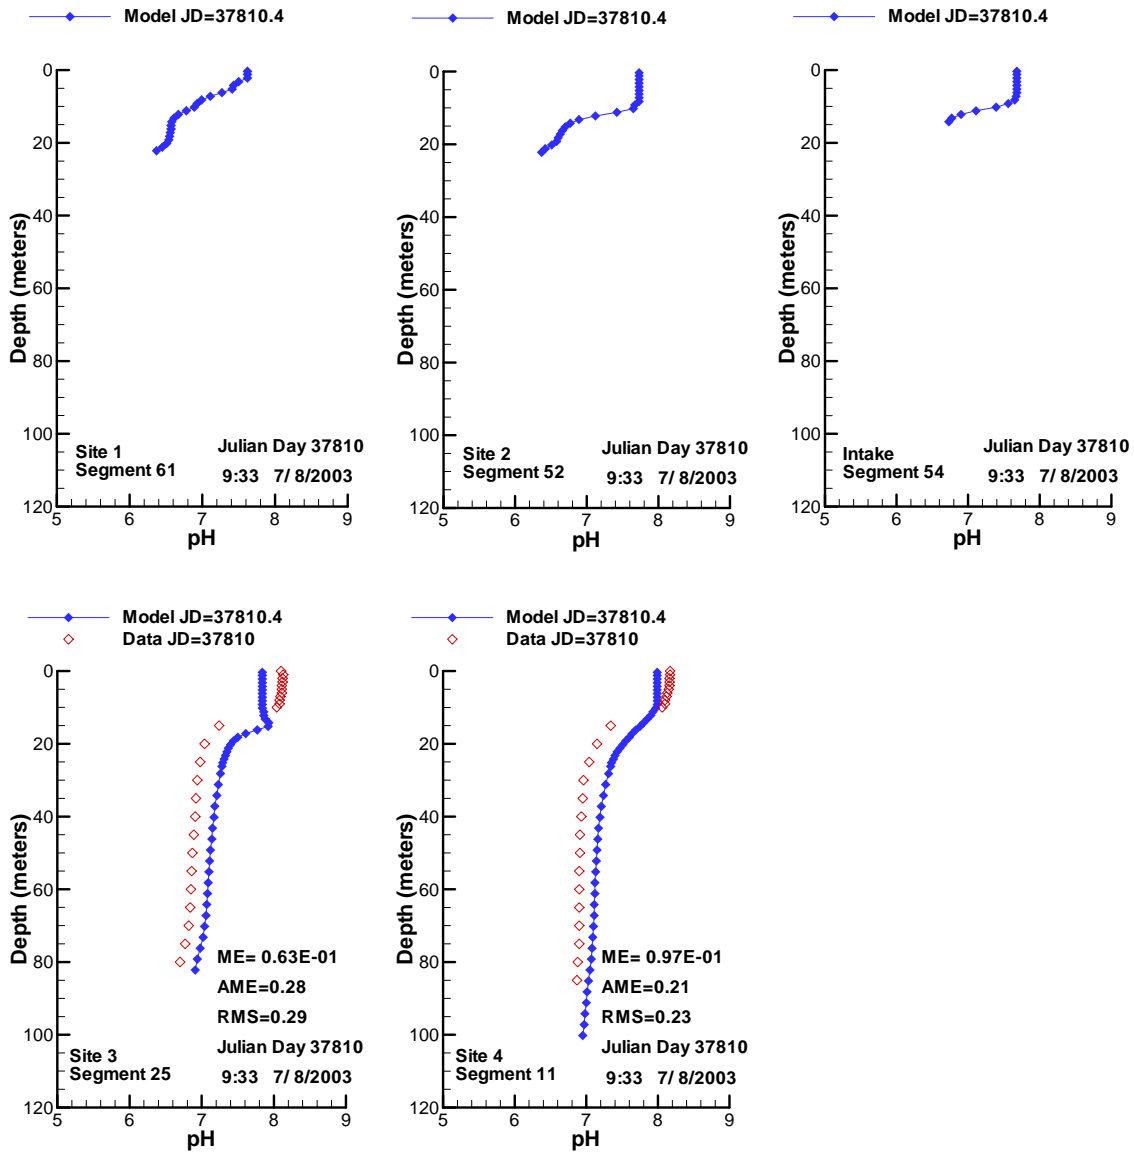 Model JD=37810.4
0
20
40
60
80
100
120
Depth (meters)
Site 1
Segment 61
Julian Day 37810
9:33 7/ 8/2003
5 6 7 8 9
pH
Model JD=37810.4
0
20
40
60
80
100
120
Depth (meters)
Site 2
Segment 52
Julian Day 37810
9:33 7/ 8/2003
5 6 7 8 9
pH
Model JD=37810.4
0
20
40
60
80
100
120
Depth (meters)
Intake
Segment 54
Julian Day 37810
9:33 7/ 8/2003
5 6 7 8 9
pH
Model JD=37810.4
Data JD=37810
0
20
40
60
80
100
120
Depth (meters)
ME= 0.63E-01
AME=0.28
RMS=0.29
Site 3
Segment 25
Julian Day 37810
9:33 7/ 8/2003
5 6 7 8 9
pH
Model JD=37810.4
Data JD=37810
0
20
40
60
80
100
120
Depth (meters)
ME= 0.97E-01
AME=0.21
RMS=0.23
Site 4
Segment 11
Julian Day 37810
9:33 7/ 8/2003
5 6 7 8 9
pH